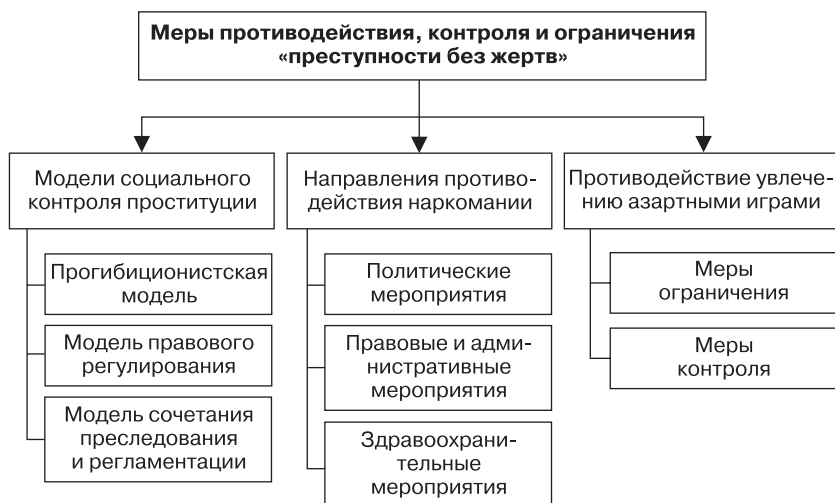 Меры противодействия, контроля и ограничения
«преступности без жертв»
Модели социального
контроля проституции
Прогибиционистская
модель
Модель правового
регулирования
Модель сочетания
преследования
и регламентации
Направления противо-
действия наркомании
Политические
мероприятия
Правовые и адми-
нистративные
мероприятия
Здравоохрани-
тельные
мероприятия
Противодействие увлече-
нию азартными играми
Меры
ограничения
Меры
контроля